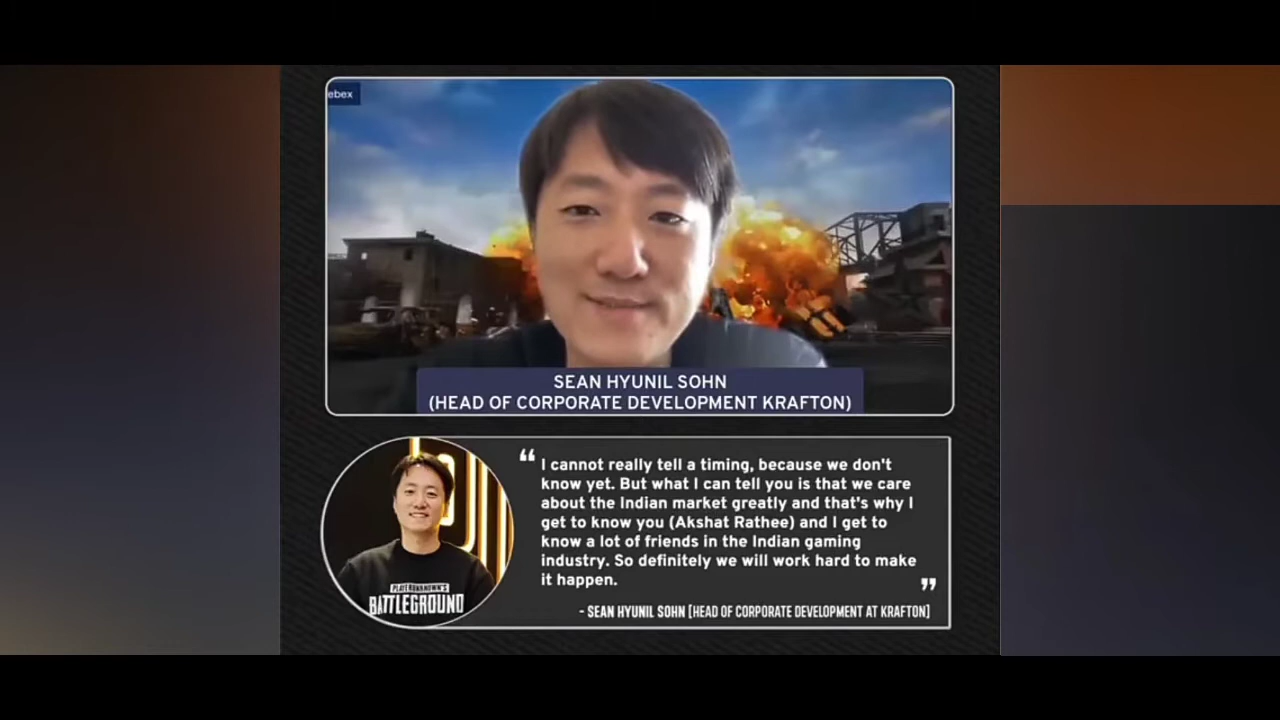 ebex
SEAN HYUNIL SOHN
(HEAD OF CORPORATE DEVELOPMENT KRAFTON)
“ I cannot really tell a timing, because we don't
know yet. But what I can tell you is that we care
about the Indian market greatly and that's why I
get to know you (Akshat Rathee) and I get to
know a lot of friends in the Indian gaming
industry. So definitely we will work hard to make
it happen. ”
- SEAN HYUNIL SOHN [HEAD OF CORPORATE DEVELOPMENT AT KRAFTON]
PLAYERUNKNOWN'S
BATTLEGROUND